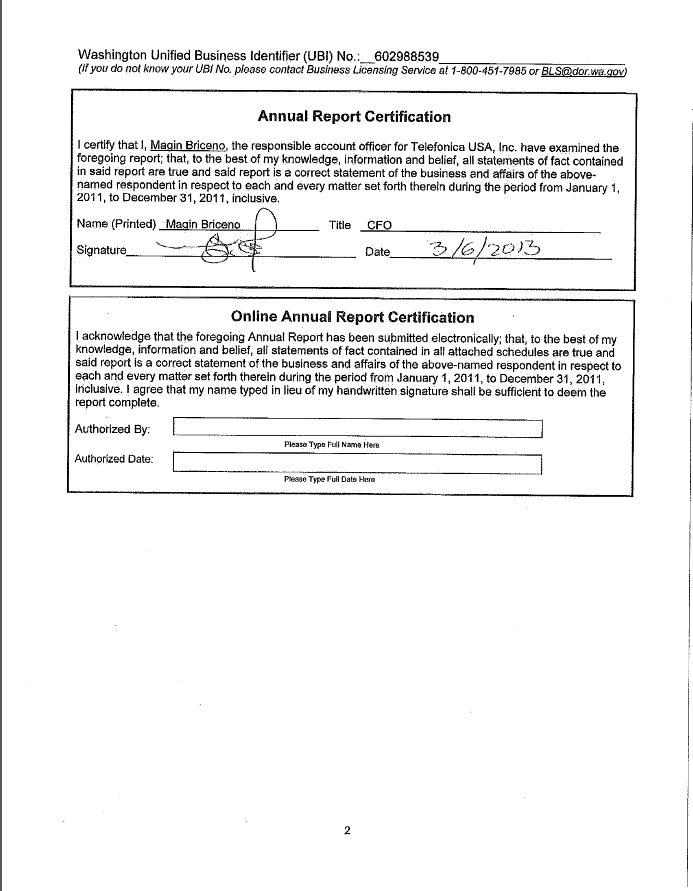 Washington Unified Business Identifier (UBI) No.: 602988539
(If you do not know your UBI No. please contact Business Licensing Service at 1-800-451-7985 or BLS@dor.wa.gov)
Annual Report Certification
I certify that I, Magin Briceno, the responsible account officer for Telefonica USA, Inc. have examined the
foregoing report; that, to the best of my knowledge, information and belief, all statements of fact contained
in said report are true and said report is a correct statement of the business and affairs of the above-
named respondent in respect to each and every matter set forth therein during the period from January 1,
2011, to December 31, 2011, inclusive.
Name (Printed) Magin Briceno Title CFO
Signature Date 3/6/2013
Online Annual Report Certification
I acknowledge that the foregoing Annual Report has been submitted electronically; that, to the best of my
knowledge, information and belief, all statements of fact contained in all attached schedules are true and
said report is a correct statement of the business and affairs of the above-named respondent in respect to
each and every matter set forth therein during the period from January 1, 2011, to December 31, 2011,
inclusive. I agree that my name typed in lieu of my handwritten signature shall be sufficient to deem the
report complete.
Authorized By:
Please Type Full Name Here
Authorized Date:
Please Type Full Date Here
2